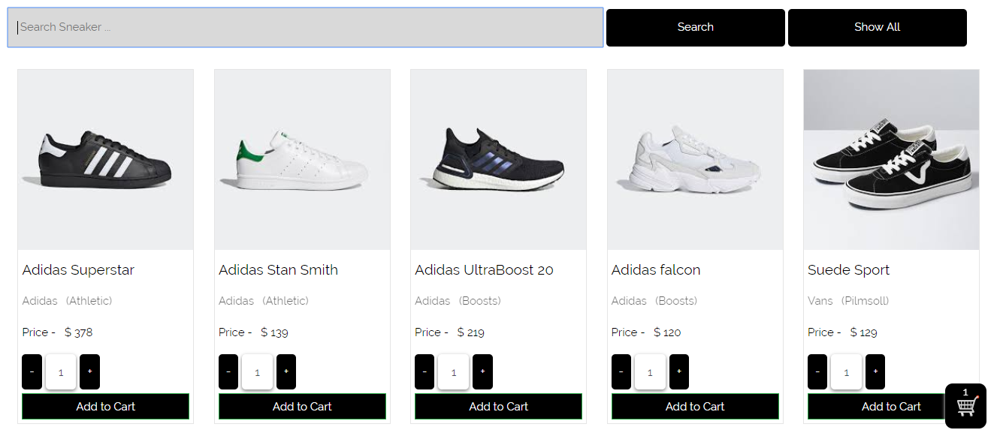 Search Sneaker ...
Search
Show All
Adidas Superstar
Adidas (Athletic)
Price - $ 378
- 1 +
Add to Cart
Adidas Stan Smith
Adidas (Athletic)
Price - $ 139
- 1 +
Add to Cart
Adidas UltraBoost 20
Adidas (Boosts)
Price - $ 219
- 1 +
Add to Cart
Adidas falcon
Adidas (Boosts)
Price - $ 120
- 1 +
Add to Cart
Suede Sport
Vans (Pilmsoll)
Price - $ 129
- 1 +
Add to Cart
1